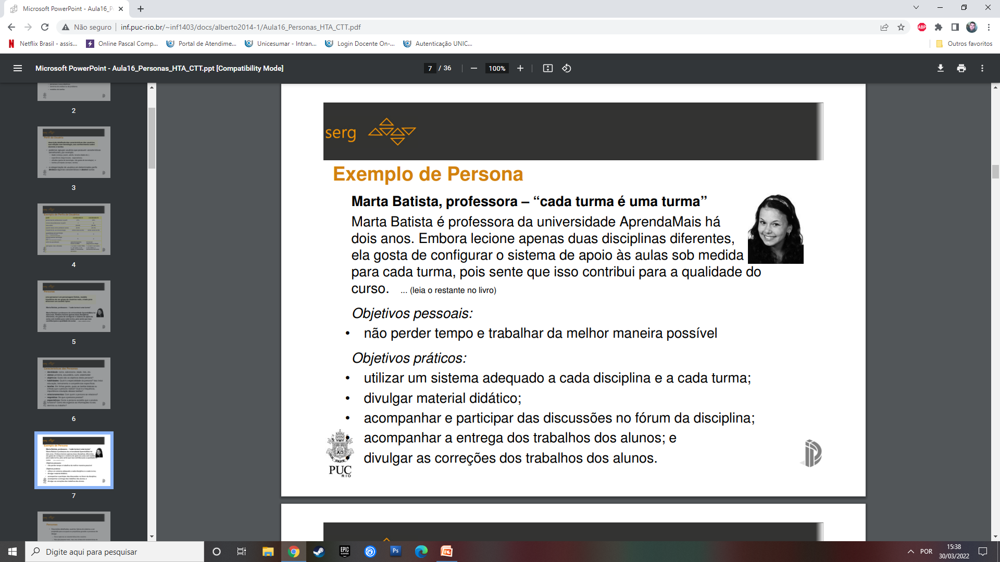 Microsoft PowerPoint - Aula16_P
Não seguro
inf.puc-rio.br/~inf1403/docs/alberto2014-1/Aula16_Personas_HTA_CTT.pdf
ABP
Netflix Brasil - assis...
Online Pascal Comp...
Portal de Atendime...
Unicesumar - Intran...
Login Docente On-...
Autenticação UNIC...
Outros favoritos
Microsoft PowerPoint - Aula16_Personas_HTA_CTT.ppt [Compatibility Mode]
7 / 36
100%
2
3
4
5
6
7
serg
Exemplo de Persona
Marta Batista, professora – “cada turma é uma turma”
Marta Batista é professora da universidade AprendaMais há
dois anos. Embora lecione apenas duas disciplinas diferentes,
ela gosta de configurar o sistema de apoio às aulas sob medida
para cada turma, pois sente que isso contribui para a qualidade do
curso. ... (leia o restante no livro)
Objetivos pessoais:
• não perder tempo e trabalhar da melhor maneira possível
Objetivos práticos:
• utilizar um sistema adequado a cada disciplina e a cada turma;
• divulgar material didático;
• acompanhar e participar das discussões no fórum da disciplina;
• acompanhar a entrega dos trabalhos dos alunos; e
• divulgar as correções dos trabalhos dos alunos.
PUC
RIO
Digite aqui para pesquisar
EPIC
GAMES
Ps
POR
15:38
30/03/2022